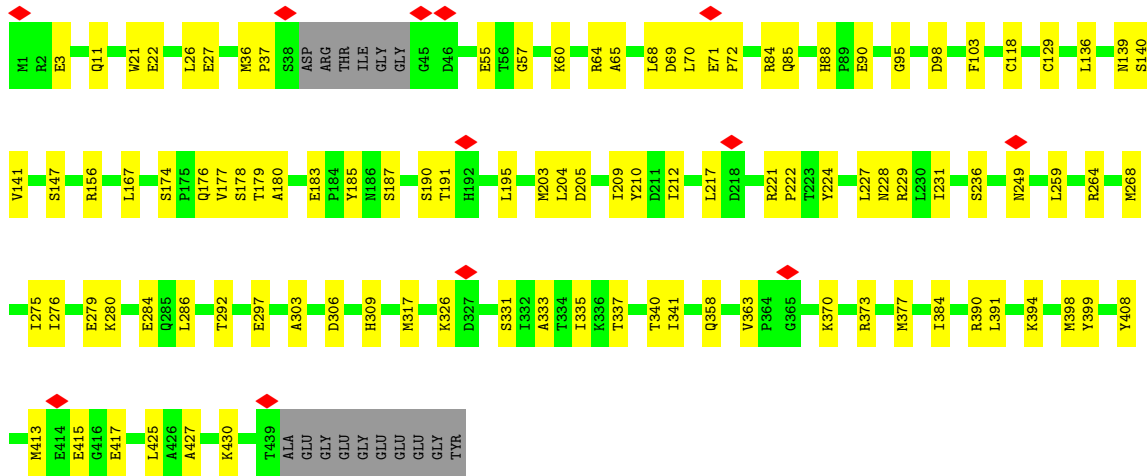 M1 R2 E3 Q11 W21 E22 L26 E27 M36 P37 S38 ASP ARG THR ILE GLY GLY G45 D46 E55 T56 G57 K60 R64 A65 L68 D69 L70 E71 P72 R84 Q85 H88 P89 E90 G95 D98 F103 C118 C129 L136 N139 S140
V141 S147 R156 L167 S174 P175 Q176 V177 S178 T179 A180 E183 P184 Y185 N186 S187 S190 T191 H192 L195 M203 L204 D205 I209 Y210 D211 I212 L217 D218 R221 P222 T223 Y224 L227 N228 R229 L230 I231 S236 N249 L259 R264 M268
I275 I276 E279 K280 E284 Q285 L286 T292 E297 A303 D306 H309 M317 K326 D327 S331 I332 A333 T334 I335 K336 T337 T340 I341 Q358 V363 P364 G365 K370 R373 M377 I384 R390 L391 K394 M398 Y399 Y408
M413 E414 E415 G416 E417 L425 A426 A427 K430 T439 ALA GLU GLY GLU GLY GLU GLU GLU GLY TYR